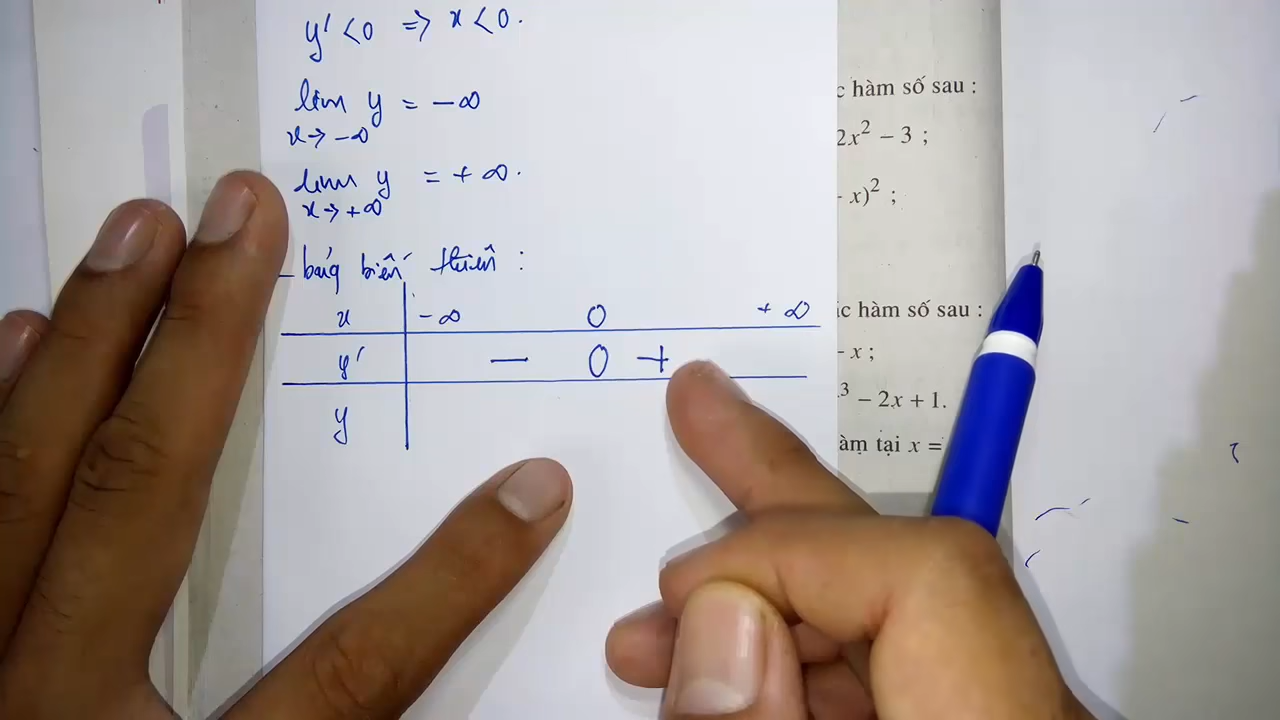 y' < 0 => x < 0.
lim y = -∞
x → -∞
lim y = +∞.
x → +∞
- bảng biến thiên :
x -∞ 0 +∞
y' - 0 +
y
c hàm số sau :
2x² - 3 ;
- x)² ;
c hàm số sau :
- x ;
³ - 2x + 1.
àm tại x =